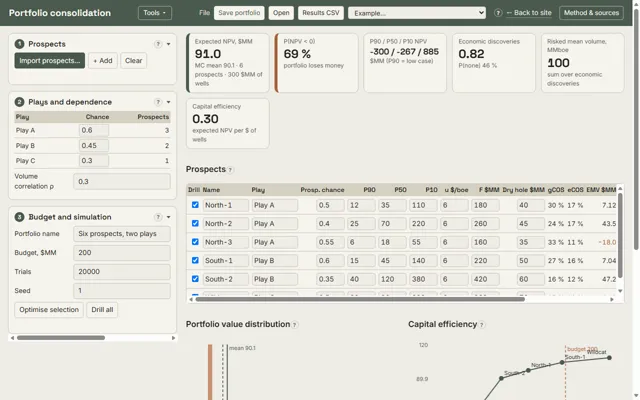 Portfolio consolidation
Tools
File Save portfolio Open Results CSV Example... ? ← Back to site Method & sources
1 Prospects ?
Import prospects... + Add Clear
2 Plays and dependence ?
Play Chance Prospects
Play A 0.6 3
Play B 0.45 2
Play C 0.3 1
Volume correlation ρ 0.3
3 Budget and simulation ?
Portfolio name Six prospects, two plays
Budget, $MM 200
Trials 20000
Seed 1
Optimise selection Drill all
Expected NPV, $MM
91.0
MC mean 90.1 · 6 prospects · 300 $MM of wells
P(NPV < 0)
69 %
portfolio loses money
P90 / P50 / P10 NPV
-300 / -267 / 885
$MM (P90 = low case)
Economic discoveries
0.82
P(none) 46 %
Risked mean volume, MMboe
100
sum over economic discoveries
Capital efficiency
0.30
expected NPV per $ of wells
Prospects ?
Drill Name Play Prosp. chance P90 P50 P10 u $/boe F $MM Dry hole $MM gCOS eCOS EMV $MM
North-1 Play A 0.5 12 35 110 6 180 40 30 % 17 % 7.12
North-2 Play A 0.4 25 70 220 6 260 45 24 % 17 % 43.5
North-3 Play A 0.55 6 18 55 6 160 35 33 % 11 % −18.0
South-1 Play B 0.6 15 45 140 6 220 50 27 % 16 % 7.04
South-2 Play B 0.35 40 120 380 6 420 60 16 % 12 % 47.2
Portfolio value distribution ?
mean 90.1
Capital efficiency ?
120
89.9
budget 200
South-2
North-1
South-1
Wildcat